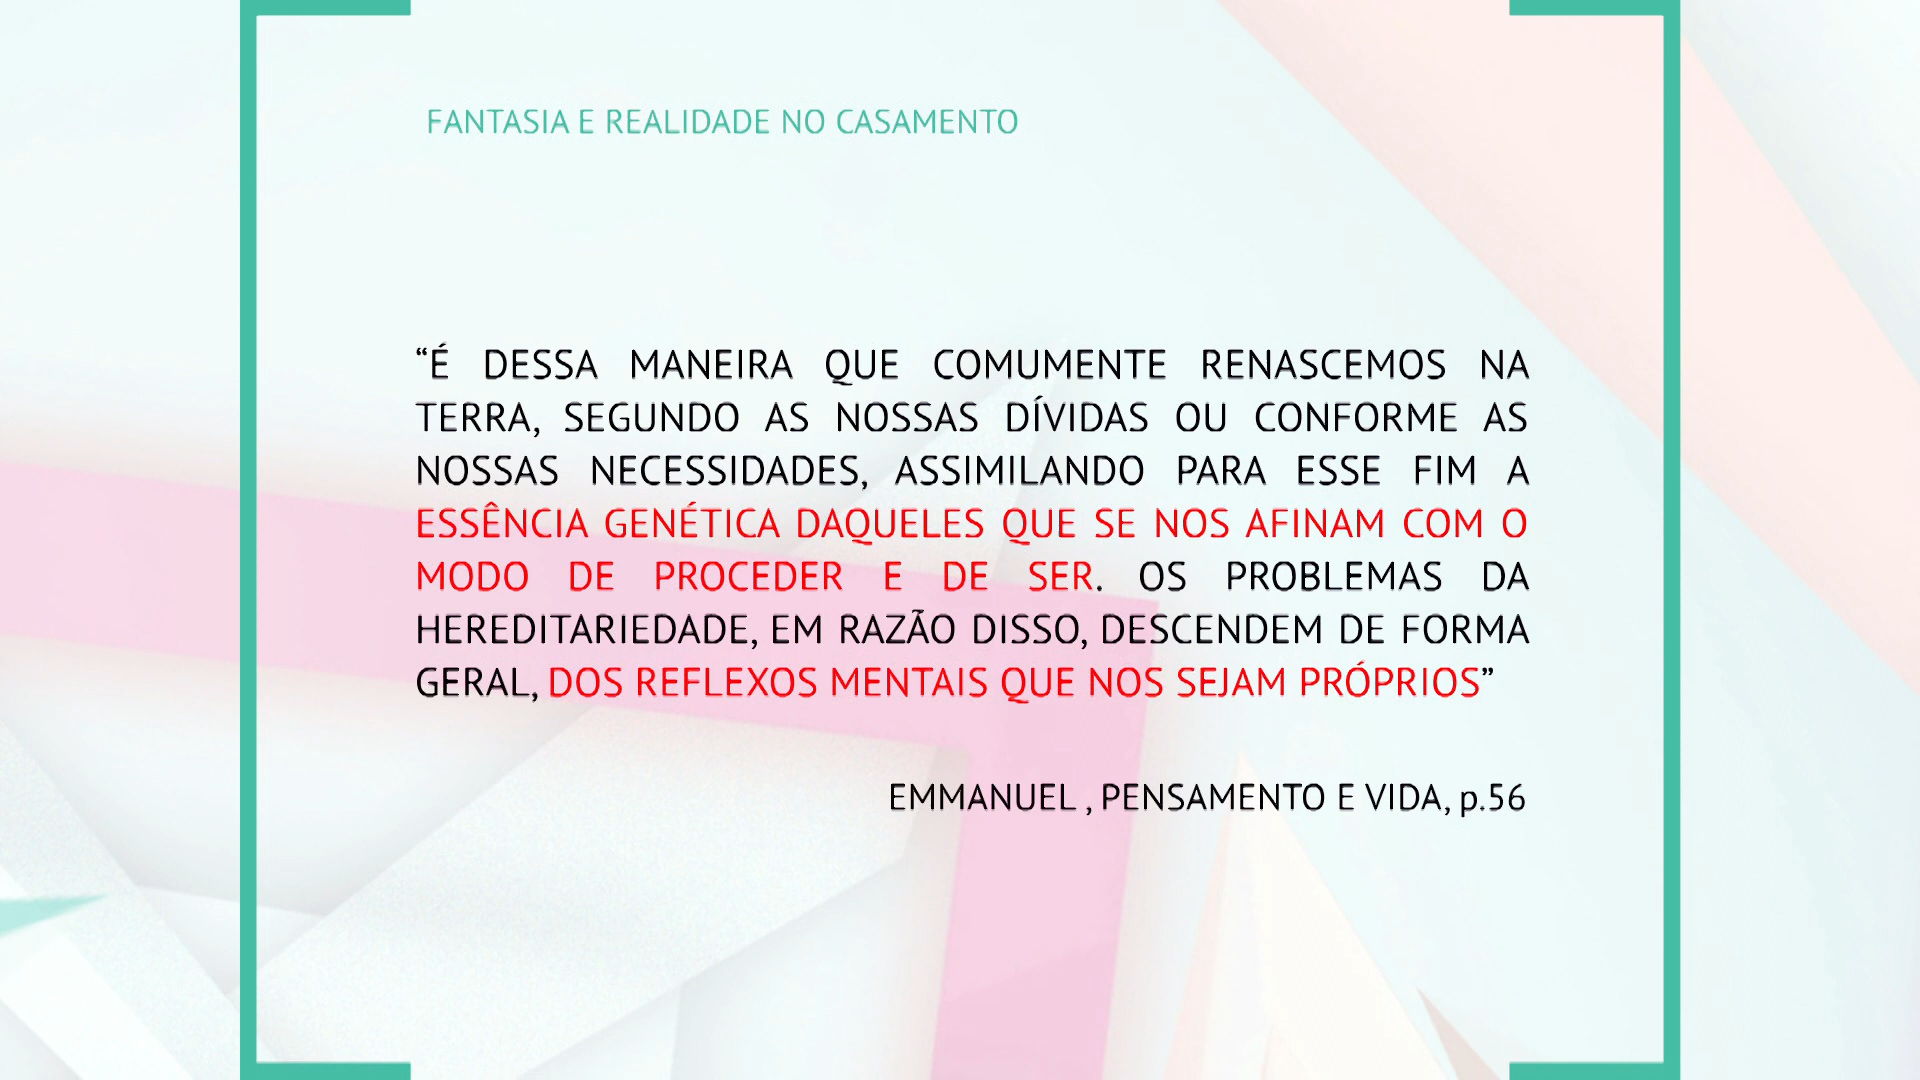 FANTASIA E REALIDADE NO CASAMENTO
“É DESSA MANEIRA QUE COMUMENTE RENASCEMOS NA
TERRA, SEGUNDO AS NOSSAS DÍVIDAS OU CONFORME AS
NOSSAS NECESSIDADES, ASSIMILANDO PARA ESSE FIM A
ESSÊNCIA GENÉTICA DAQUELES QUE SE NOS AFINAM COM O
MODO DE PROCEDER E DE SER. OS PROBLEMAS DA
HEREDITARIEDADE, EM RAZÃO DISSO, DESCENDEM DE FORMA
GERAL, DOS REFLEXOS MENTAIS QUE NOS SEJAM PRÓPRIOS”
EMMANUEL , PENSAMENTO E VIDA, p.56